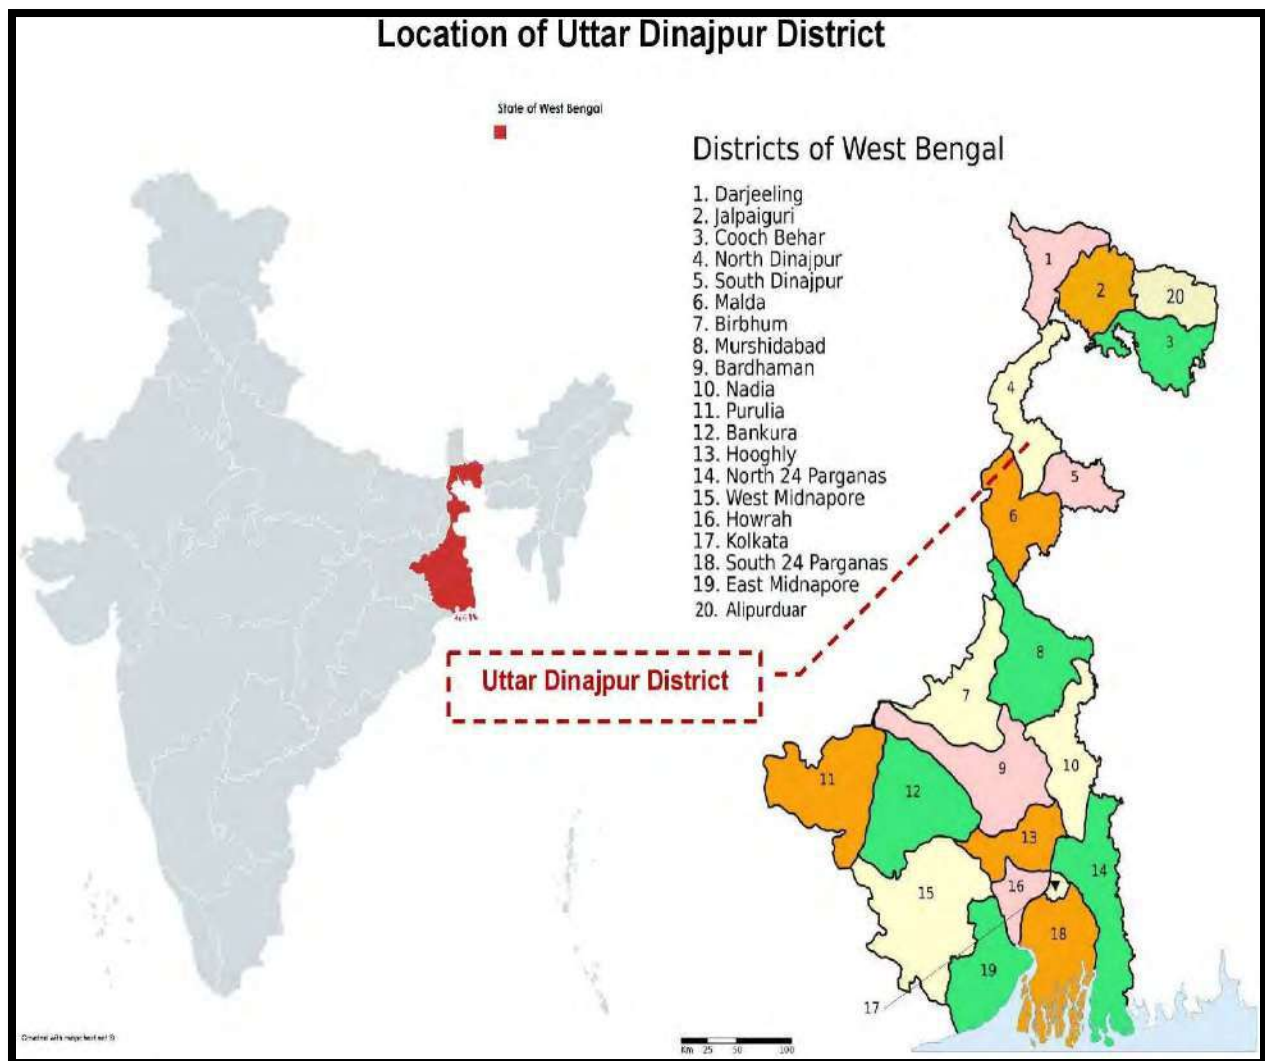 Location of Uttar Dinajpur District
State of West Bengal
Districts of West Bengal
1. Darjeeling
2. Jalpaiguri
3. Cooch Behar
4. North Dinajpur
5. South Dinajpur
6. Malda
7. Birbhum
8. Murshidabad
9. Bardhaman
10. Nadia
11. Purulia
12. Bankura
13. Hooghly
14. North 24 Parganas
15. West Midnapore
16. Howrah
17. Kolkata
18. South 24 Parganas
19. East Midnapore
20. Alipurduar
Uttar Dinajpur District
1
2
20
3
4
5
6
8
7
9
10
11
12
13
14
15
16
18
19
17
Km 25 50 100
Created with